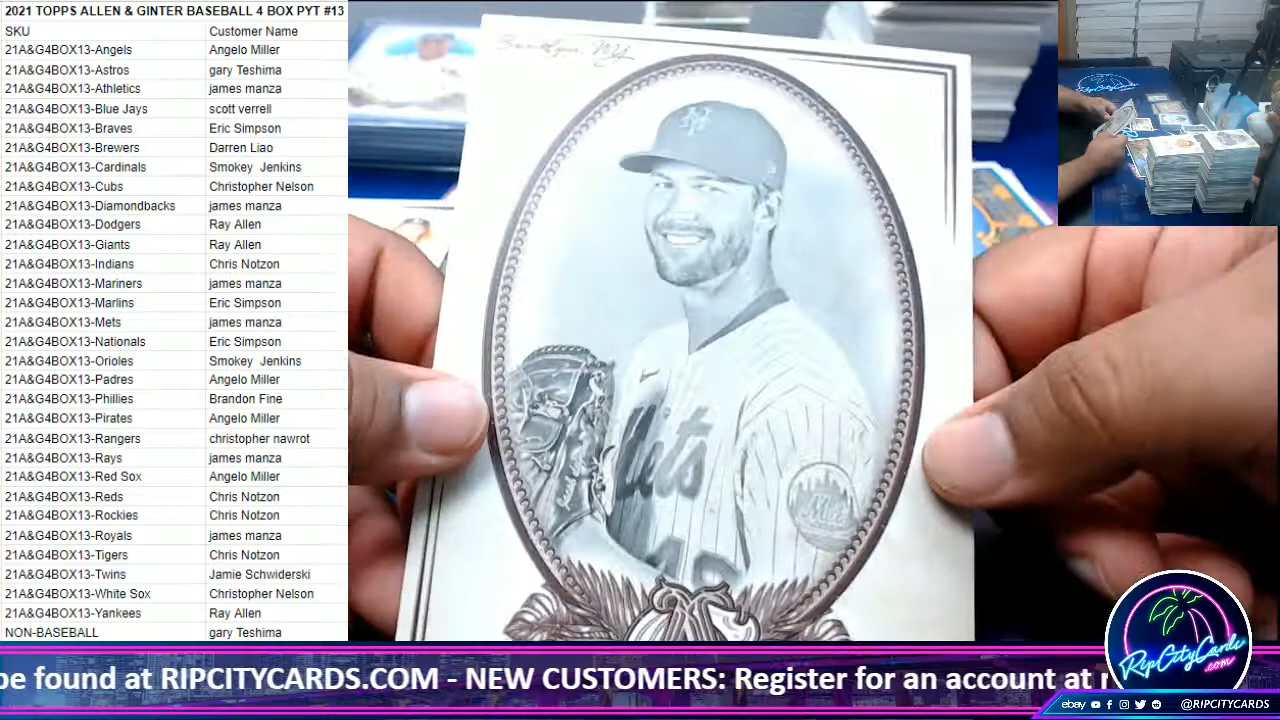 2021 TOPPS ALLEN & GINTER BASEBALL 4 BOX PYT #13
SKU Customer Name
21A&G4BOX13-Angels Angelo Miller
21A&G4BOX13-Astros gary Teshima
21A&G4BOX13-Athletics james manza
21A&G4BOX13-Blue Jays scott verrell
21A&G4BOX13-Braves Eric Simpson
21A&G4BOX13-Brewers Darren Liao
21A&G4BOX13-Cardinals Smokey  Jenkins
21A&G4BOX13-Cubs Christopher Nelson
21A&G4BOX13-Diamondbacks james manza
21A&G4BOX13-Dodgers Ray Allen
21A&G4BOX13-Giants Ray Allen
21A&G4BOX13-Indians Chris Notzon
21A&G4BOX13-Mariners james manza
21A&G4BOX13-Marlins Eric Simpson
21A&G4BOX13-Mets james manza
21A&G4BOX13-Nationals Eric Simpson
21A&G4BOX13-Orioles Smokey  Jenkins
21A&G4BOX13-Padres Angelo Miller
21A&G4BOX13-Phillies Brandon Fine
21A&G4BOX13-Pirates Angelo Miller
21A&G4BOX13-Rangers christopher nawrot
21A&G4BOX13-Rays james manza
21A&G4BOX13-Red Sox Angelo Miller
21A&G4BOX13-Reds Chris Notzon
21A&G4BOX13-Rockies Chris Notzon
21A&G4BOX13-Royals james manza
21A&G4BOX13-Tigers Chris Notzon
21A&G4BOX13-Twins Jamie Schwiderski
21A&G4BOX13-White Sox Christopher Nelson
21A&G4BOX13-Yankees Ray Allen
NON-BASEBALL gary Teshima
NY
Mets
Mets
be found at RIPCITYCARDS.COM - NEW CUSTOMERS: Register for an account at
RipCityCards
.com
ebay @RIPCITYCARDS